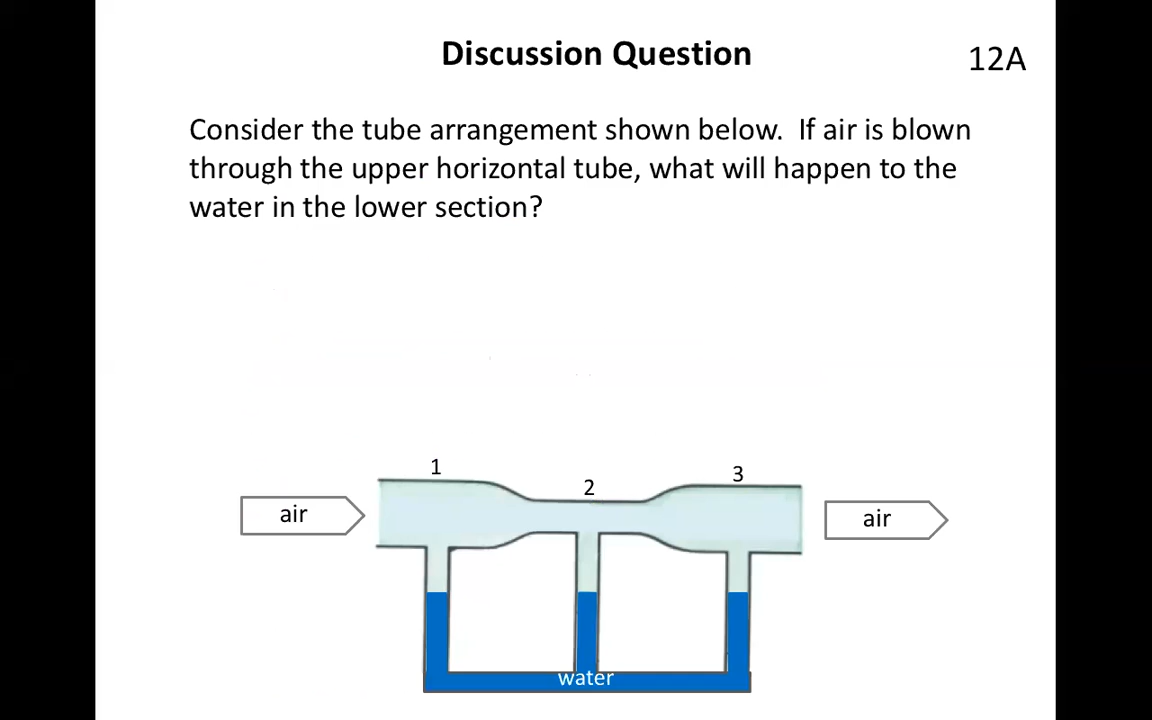 Discussion Question
12A
Consider the tube arrangement shown below. If air is blown
through the upper horizontal tube, what will happen to the
water in the lower section?
1
2
3
air
air
water